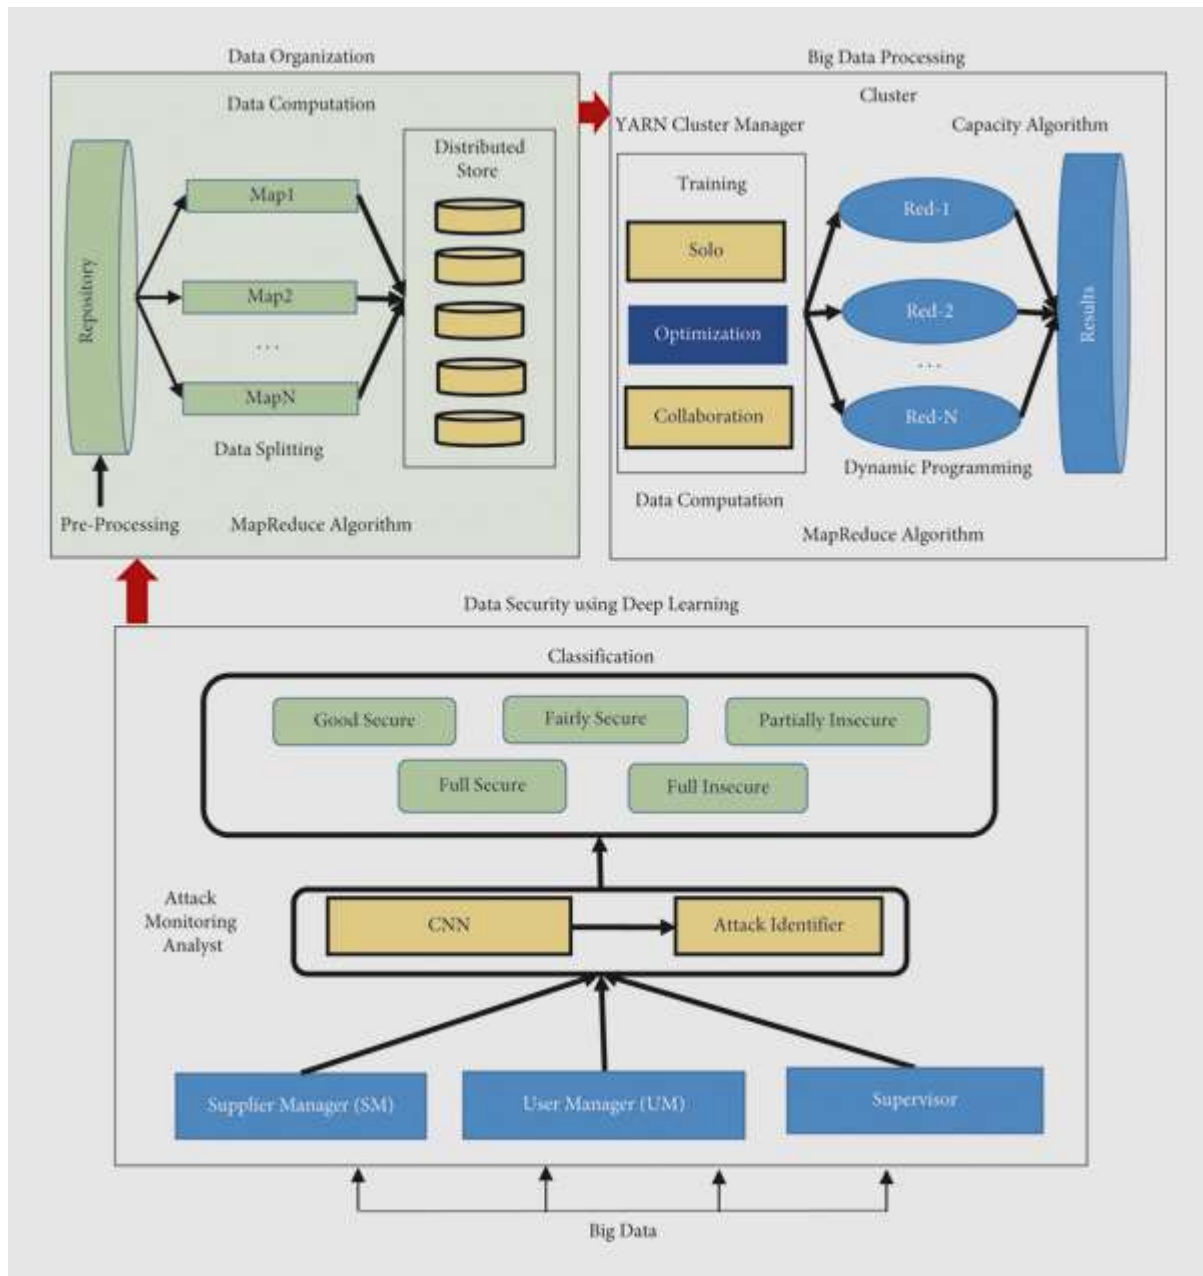 Data Organization
Data Computation
Repository
Map1
Map2
...
MapN
Data Splitting
Distributed
Store
Pre-Processing
MapReduce Algorithm
Big Data Processing
Cluster
YARN Cluster Manager
Capacity Algorithm
Training
Solo
Optimization
Collaboration
Data Computation
Red-1
Red-2
...
Red-N
Dynamic Programming
Results
MapReduce Algorithm
Data Security using Deep Learning
Classification
Good Secure
Fairly Secure
Partially Insecure
Full Secure
Full Insecure
Attack
Monitoring
Analyst
CNN
Attack Identifier
Supplier Manager (SM)
User Manager (UM)
Supervisor
Big Data